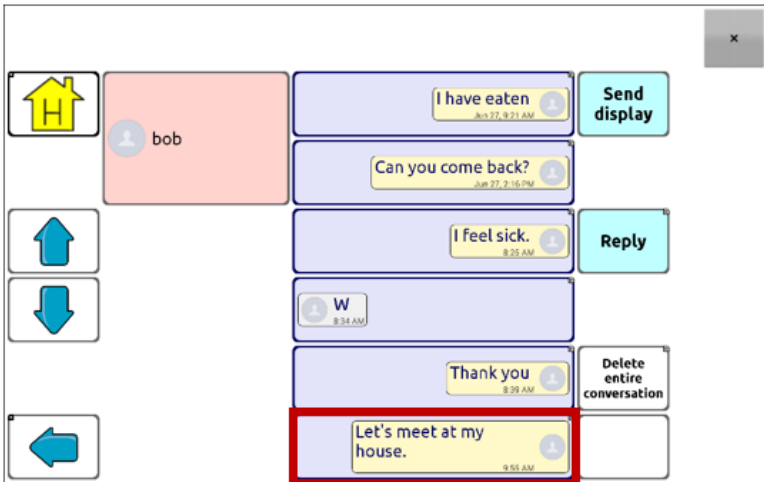 ×
H
bob
I have eaten
Jun 27, 9:21 AM
Send
display
Can you come back?
Jun 27, 2:16 PM
I feel sick.
8:25 AM
Reply
W
8:34 AM
Thank you
8:39 AM
Delete
entire
conversation
Let's meet at my
house.
9:55 AM